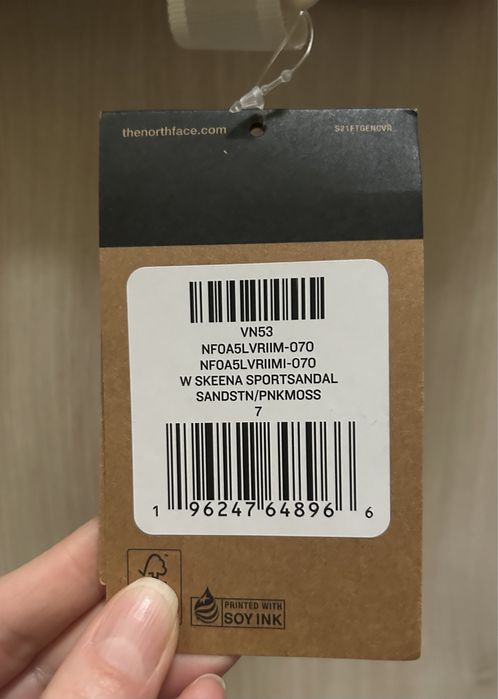 thenorthface.com S21FTGENCVR
VN53
NF0A5LVRIIM-070
NF0A5LVRIIMI-070
W SKEENA SPORTSANDAL
SANDSTN/PNKMOSS
7
1 96247 64896 6
PRINTED WITH
SOY INK